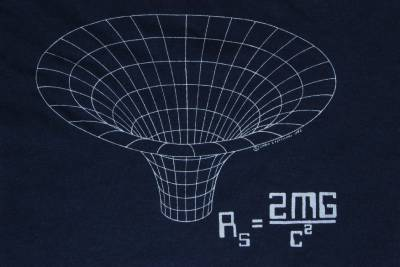 Rs = 2MG
c²